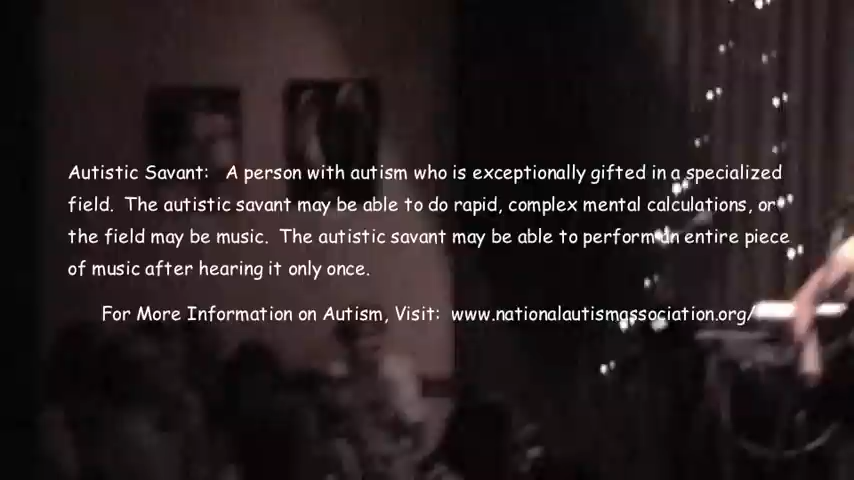 Autistic Savant: A person with autism who is exceptionally gifted in a specialized
field. The autistic savant may be able to do rapid, complex mental calculations, or
the field may be music. The autistic savant may be able to perform an entire piece
of music after hearing it only once.
For More Information on Autism, Visit: www.nationalautismassociation.org/